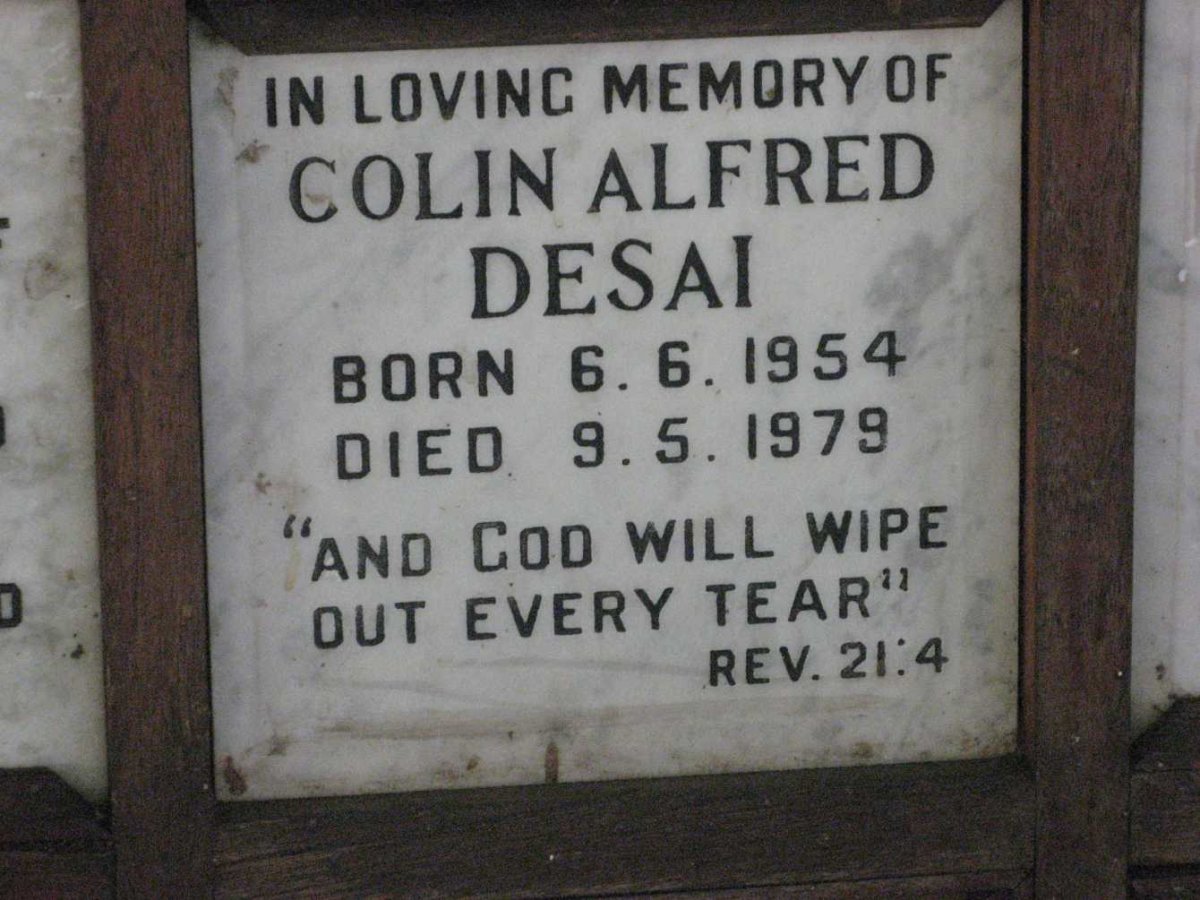 IN LOVING MEMORY OF
COLIN ALFRED
DESAI
BORN 6.6.1954
DIED 9.5.1979
"AND GOD WILL WIPE
OUT EVERY TEAR"
REV. 21:4